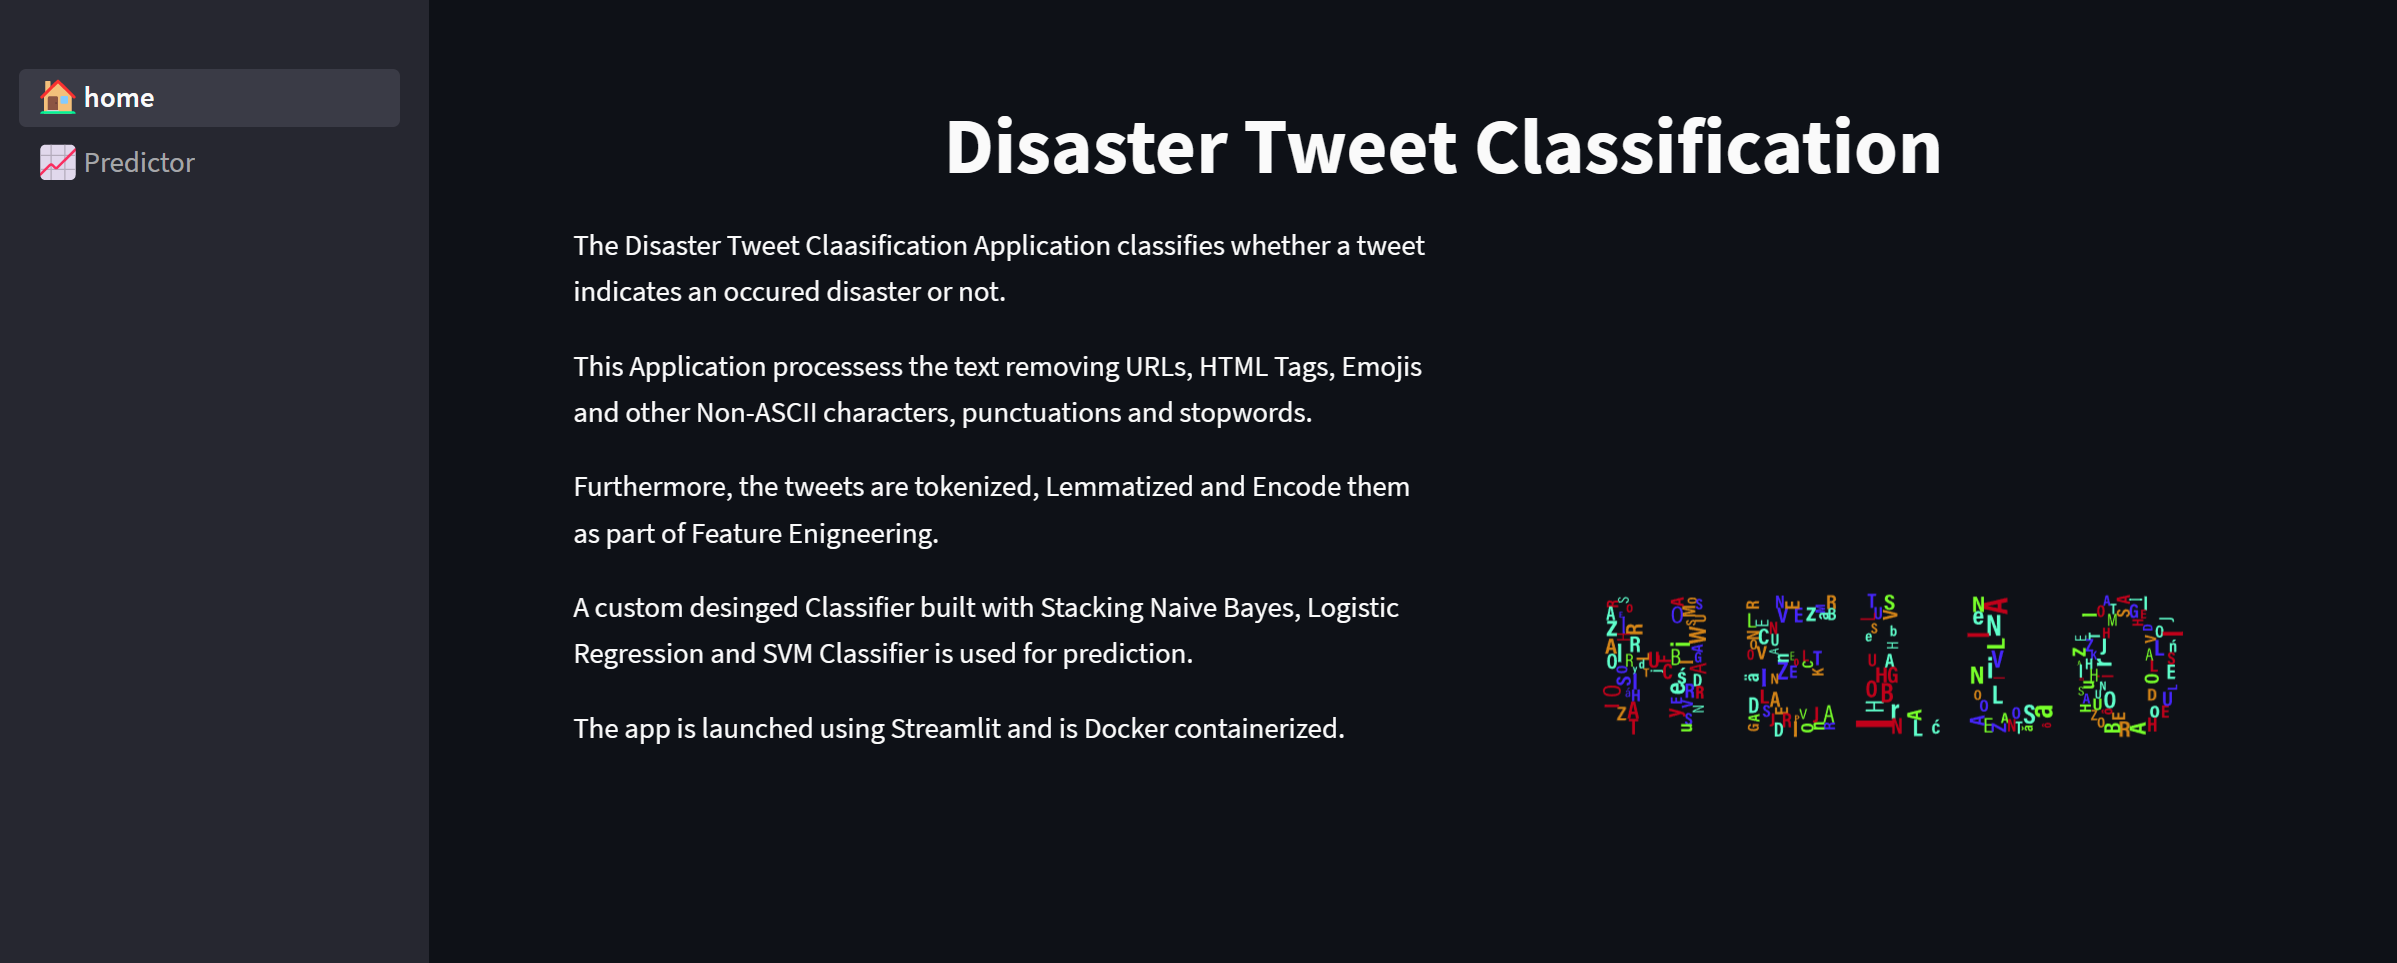 home
Predictor
Disaster Tweet Classification
The Disaster Tweet Claasification Application classifies whether a tweet
indicates an occured disaster or not.
This Application processess the text removing URLs, HTML Tags, Emojis
and other Non-ASCII characters, punctuations and stopwords.
Furthermore, the tweets are tokenized, Lemmatized and Encode them
as part of Feature Enigneering.
A custom desinged Classifier built with Stacking Naive Bayes, Logistic
Regression and SVM Classifier is used for prediction.
The app is launched using Streamlit and is Docker containerized.
HELLO